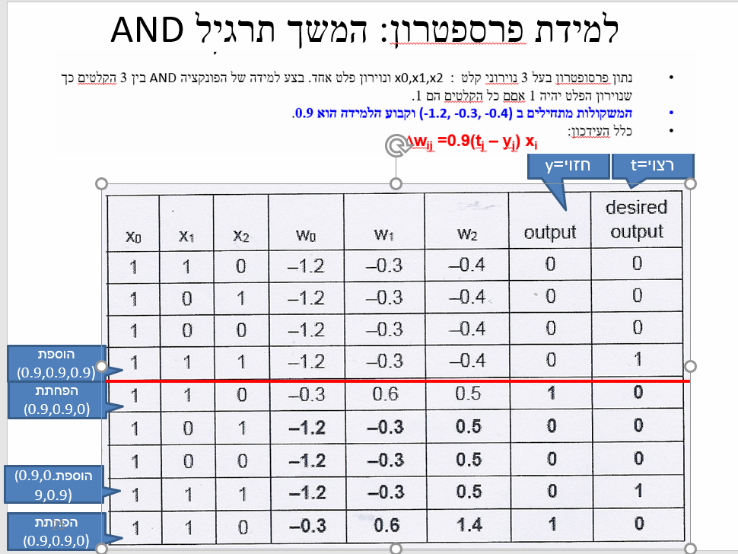 למידת פרספטרון: המשך תרגיל AND
• נתון פרסופטרון בעל 3 נוירוני קלט : x0,x1,x2 ונוירון פלט אחד. בצע למידה של הפונקציה AND בין 3 הקלטים כך
שנוירון הפלט יהיה 1 אםם כל הקלטים הם 1.
• המשקולות מתחילים ב (-1.2, -0.3, -0.4) וקבוע הלמידה הוא 0.9.
• כלל העידכון:
Δwij =0.9(tj – yj) xi
רצוי=t
חזוי=y
X0 X1 X2 W0 W1 W2 output desired output
1 1 0 –1.2 –0.3 –0.4 0 0
1 0 1 –1.2 –0.3 –0.4 0 0
1 0 0 –1.2 –0.3 –0.4 0 0
הוספת
(0.9,0.9,0.9)
1 1 1 –1.2 –0.3 –0.4 0 1
הפחתת
(0.9,0.9,0)
1 1 0 –0.3 0.6 0.5 1 0
1 0 1 –1.2 –0.3 0.5 0 0
1 0 0 –1.2 –0.3 0.5 0 0
הוספת.0.9,0)
9,0.9)
1 1 1 –1.2 –0.3 0.5 0 1
הפחתת
(0.9,0.9,0)
1 1 0 –0.3 0.6 1.4 1 0